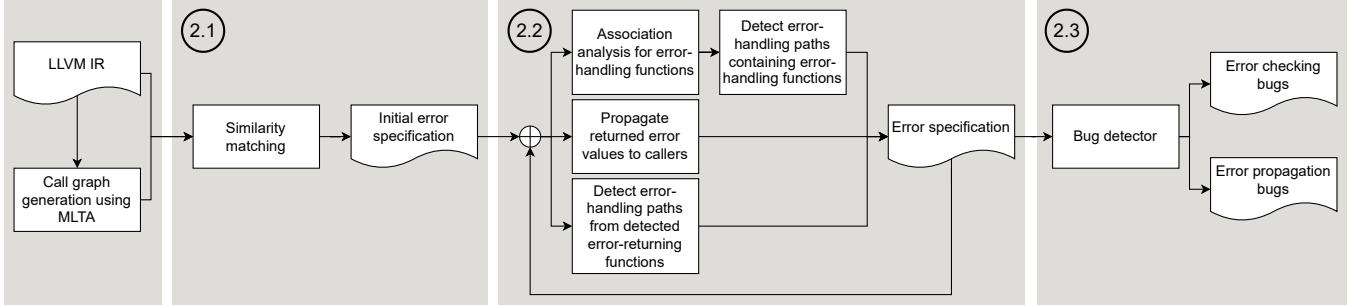 LLVM IR
Call graph
generation using
MLTA
2.1
Similarity
matching
Initial error
specification
2.2
Association
analysis for error-
handling functions
Detect error-
handling paths
containing error-
handling functions
Propagate
returned error
values to callers
Detect error-
handling paths
from detected
error-returning
functions
Error specification
2.3
Bug detector
Error checking
bugs
Error propagation
bugs